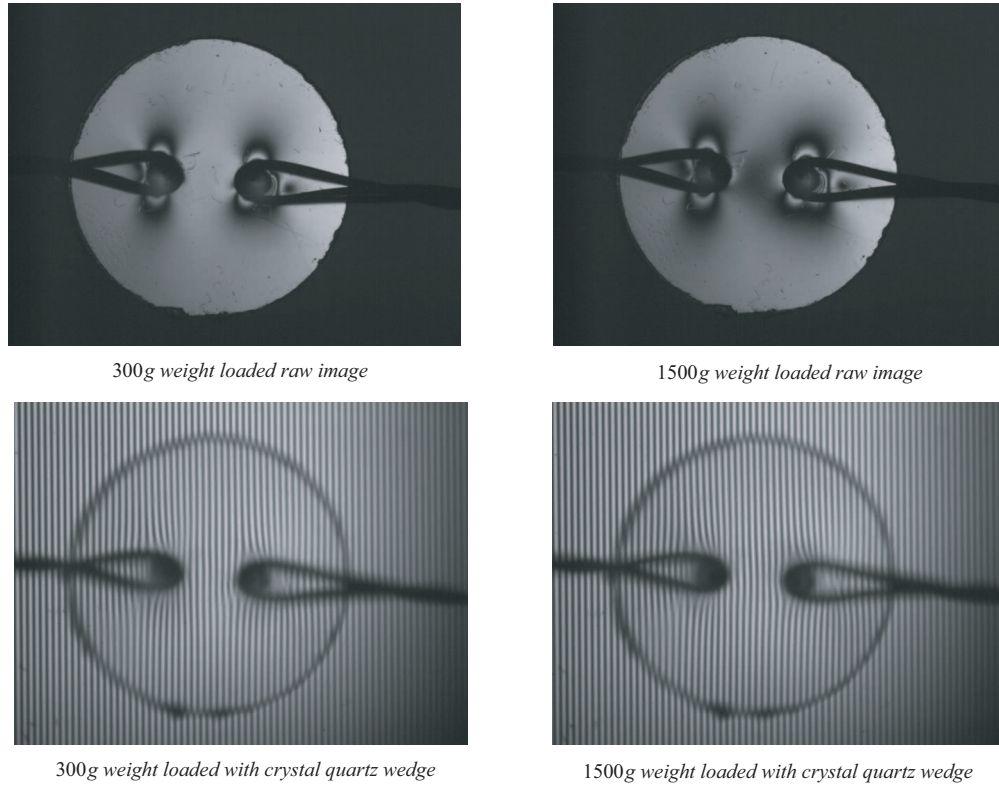 300g weight loaded raw image
1500g weight loaded raw image
300g weight loaded with crystal quartz wedge
1500g weight loaded with crystal quartz wedge